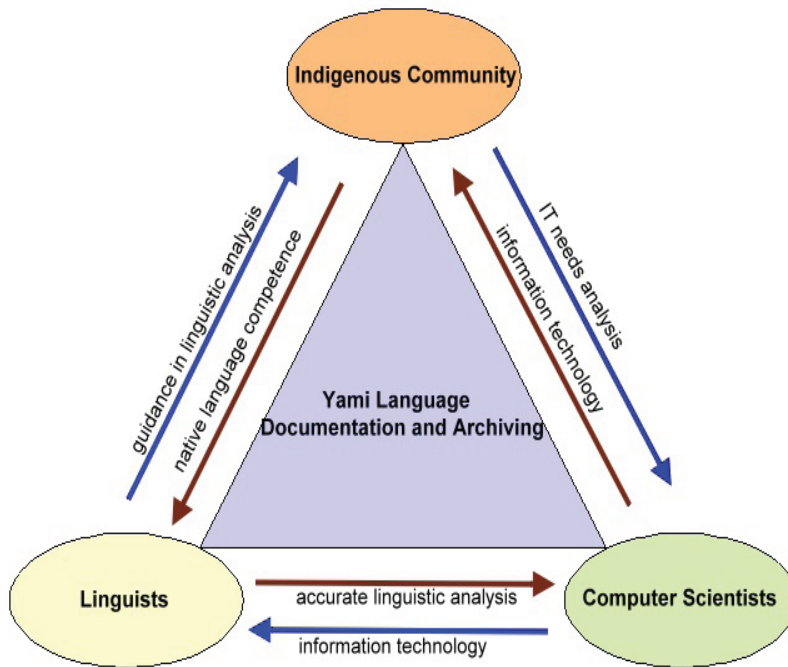 Indigenous Community
guidance in linguistic analysis
native language competence
information technology
IT needs analysis
Yami Language
Documentation and Archiving
Linguists
accurate linguistic analysis
information technology
Computer Scientists